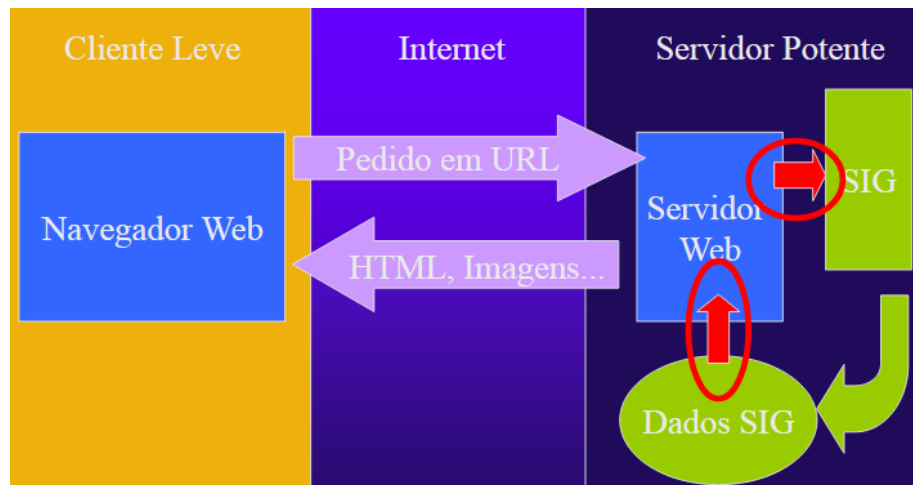 Cliente Leve
Internet
Servidor Potente
Pedido em URL
SIG
Navegador Web
Servidor
Web
HTML, Imagens...
Dados SIG